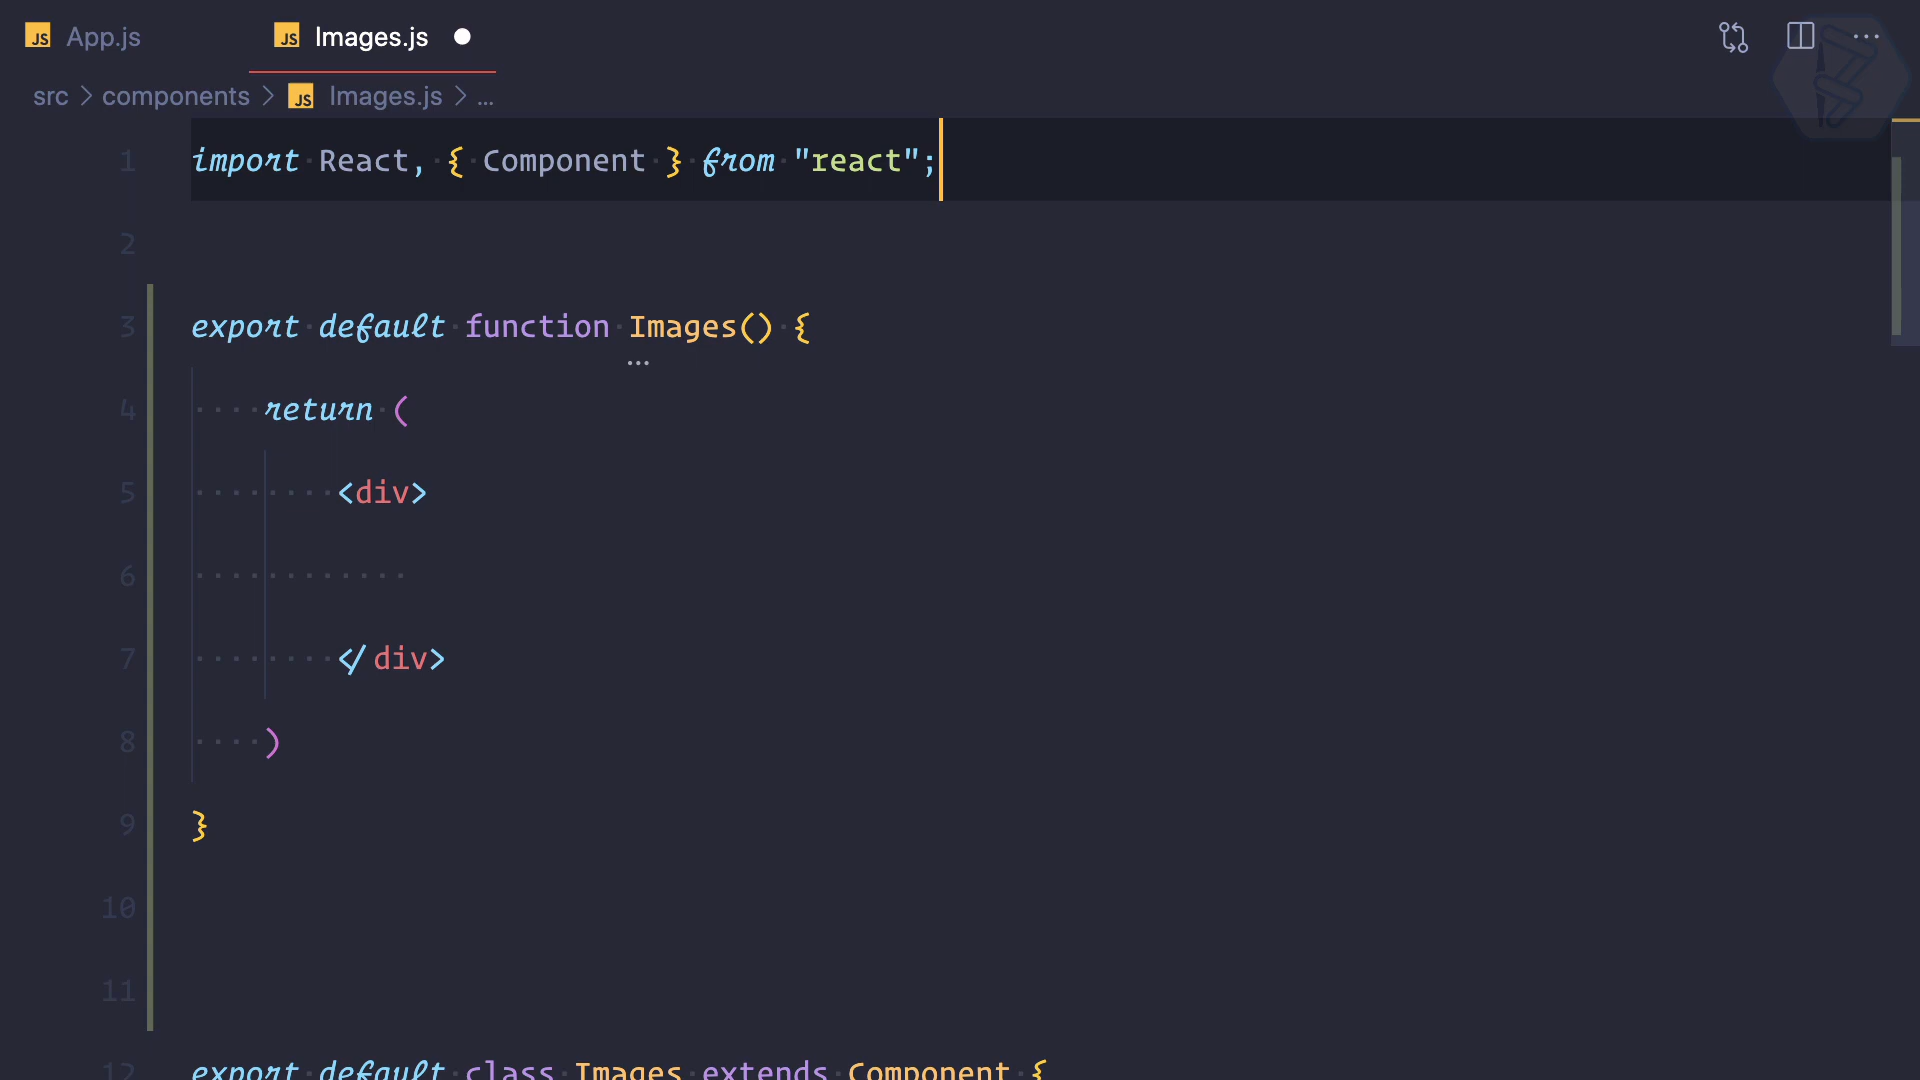 App.js
Images.js
src > components > Images.js > ...
1 import React, { Component } from "react";
2
3 export default function Images() {
4 return (
5 <div>
6
7 </div>
8 )
9 }
10
11
12 export default class Images extends Component {